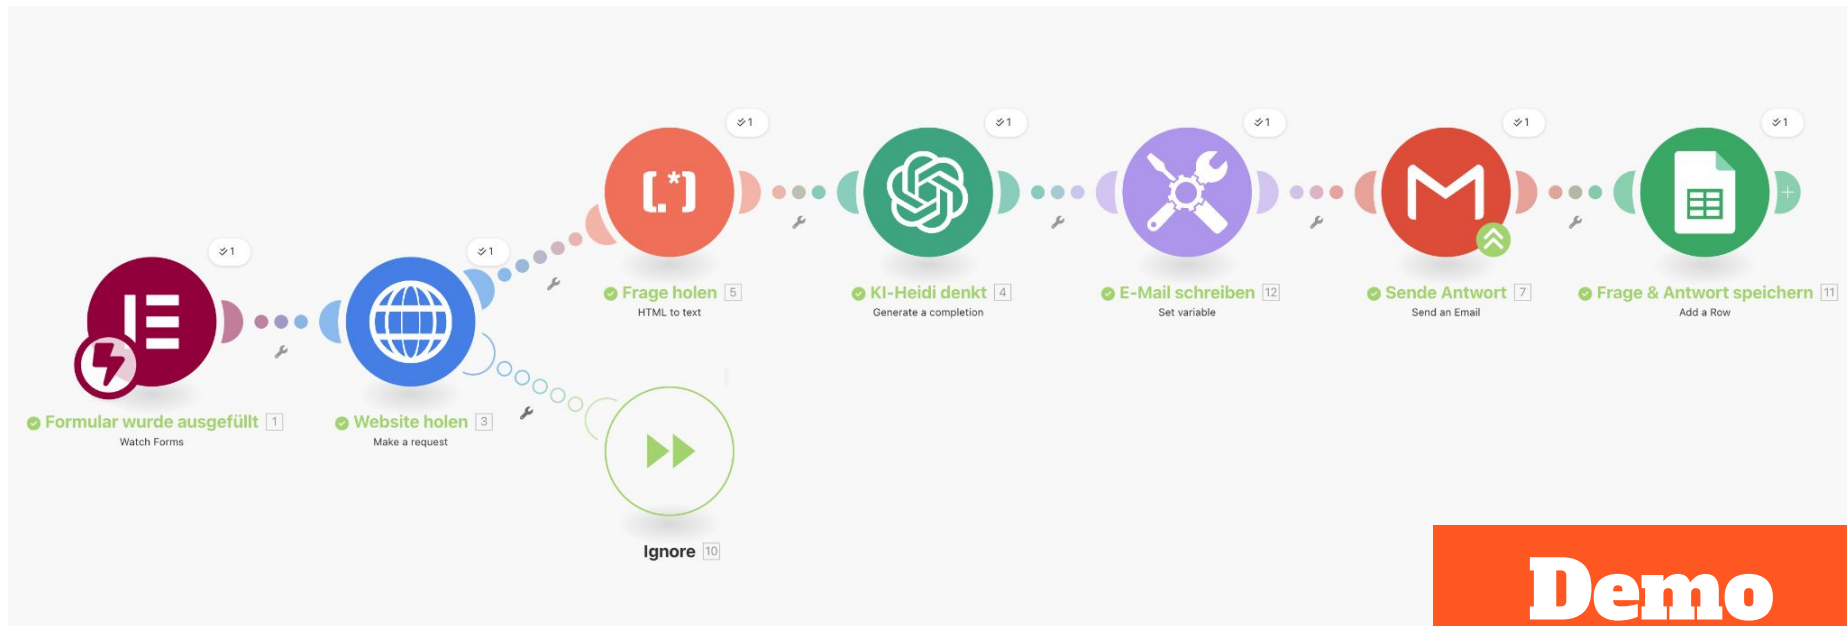 1
Formular wurde ausgefüllt 1
Watch Forms
1
Website holen 3
Make a request
1
[.*]
Frage holen 5
HTML to text
Ignore 10
1
KI-Heidi denkt 4
Generate a completion
1
E-Mail schreiben 12
Set variable
1
Sende Antwort 7
Send an Email
1
Frage & Antwort speichern 11
Add a Row
Demo